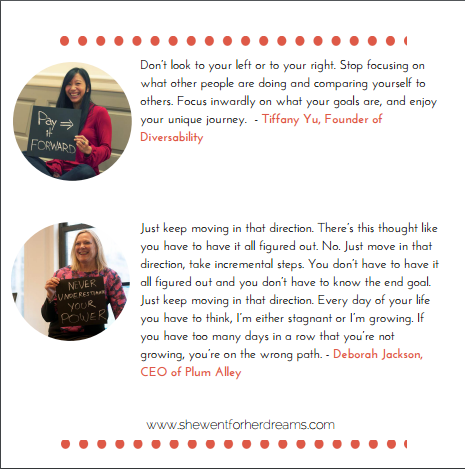 Don't look to your left or to your right. Stop focusing on
what other people are doing and comparing yourself to
others. Focus inwardly on what your goals are, and enjoy
your unique journey. - Tiffany Yu, Founder of
Diversability
Pay →
it
FORWARD
Just keep moving in that direction. There's this thought like
you have to have it all figured out. No. Just move in that
direction, take incremental steps. You don't have to have it
all figured out and you don't have to know the end goal.
Just keep moving in that direction. Every day of your life
you have to think, I'm either stagnant or I'm growing. If
you have too many days in a row that you're not
growing, you're on the wrong path. - Deborah Jackson,
CEO of Plum Alley
NEVER
UNDERESTIMATE
YOUR
POWER
www.shewentforherdreams.com